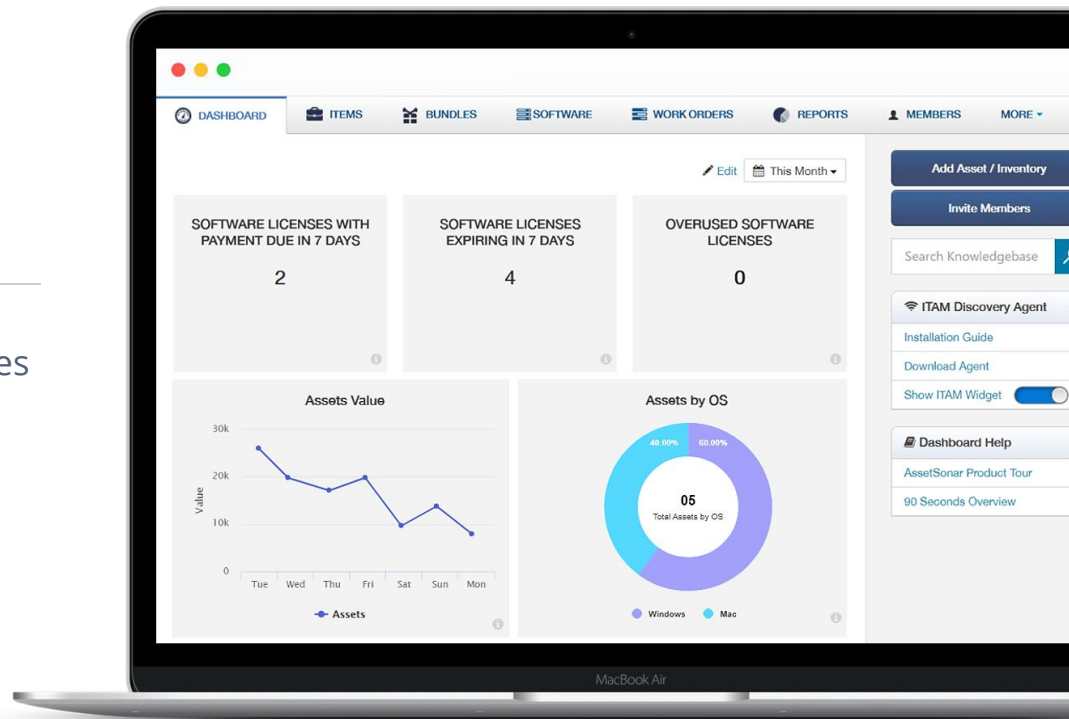 es
DASHBOARD
ITEMS
BUNDLES
SOFTWARE
WORK ORDERS
REPORTS
MEMBERS
MORE
Edit
This Month
SOFTWARE LICENSES WITH
PAYMENT DUE IN 7 DAYS
2
SOFTWARE LICENSES
EXPIRING IN 7 DAYS
4
OVERUSED SOFTWARE
LICENSES
0
Add Asset / Inventory
Invite Members
Search Knowledgebase
ITAM Discovery Agent
Installation Guide
Download Agent
Show ITAM Widget
Dashboard Help
AssetSonar Product Tour
90 Seconds Overview
Assets Value
30k
20k
10k
0
Value
Tue Wed Thu Fri Sat Sun Mon
Assets
Assets by OS
40.00% 60.00%
05
Total Assets by OS
Windows Mac
MacBook Air